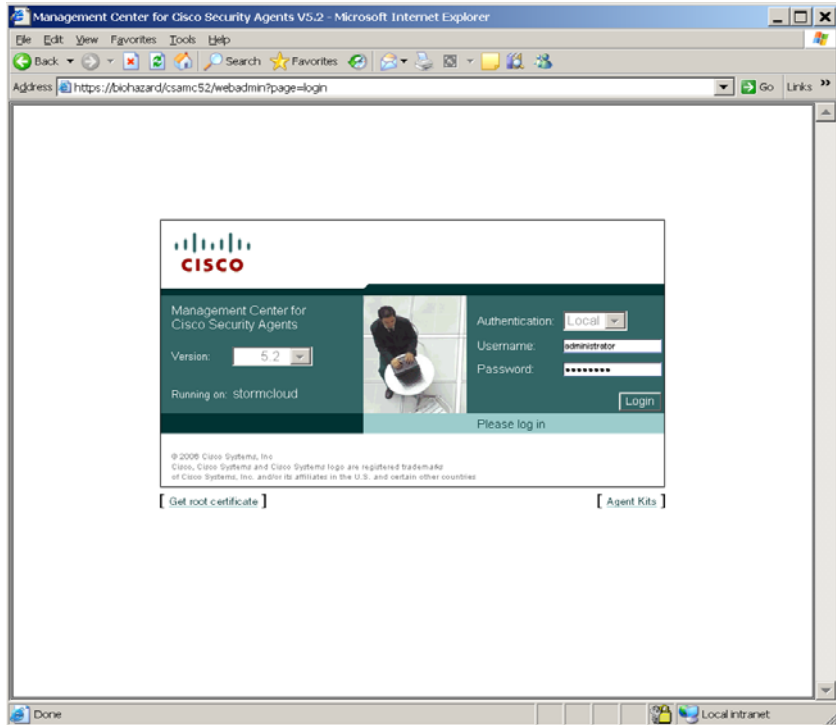 Management Center for Cisco Security Agents V5.2 - Microsoft Internet Explorer
File Edit View Favorites Tools Help
Back Search Favorites
Address https://biohazard/csamc52/webadmin?page=login Go Links »
CISCO
Management Center for
Cisco Security Agents
Version: 5.2
Running on: stormcloud
Authentication: Local
Username: administrator
Password: ••••••••
Login
Please log in
© 2006 Cisco Systems, Inc
Cisco, Cisco Systems and Cisco Systems logo are registered trademarks
of Cisco Systems, Inc. and/or its affiliates in the U.S. and certain other countries
[ Get root certificate ] [ Agent Kits ]
Done Local intranet